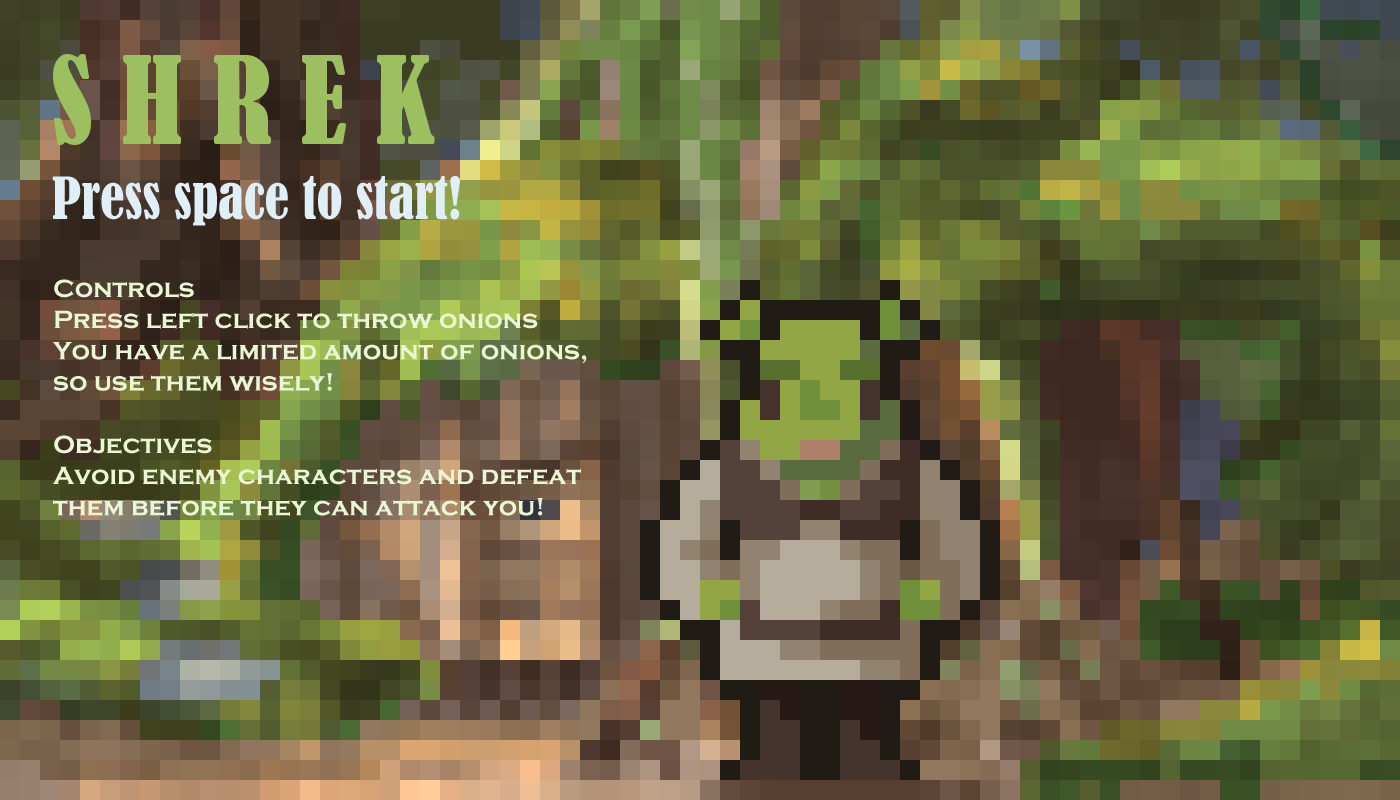 SHREK
Press space to start!
Controls
Press left click to throw onions
You have a limited amount of onions,
so use them wisely!
Objectives
Avoid enemy characters and defeat
them before they can attack you!